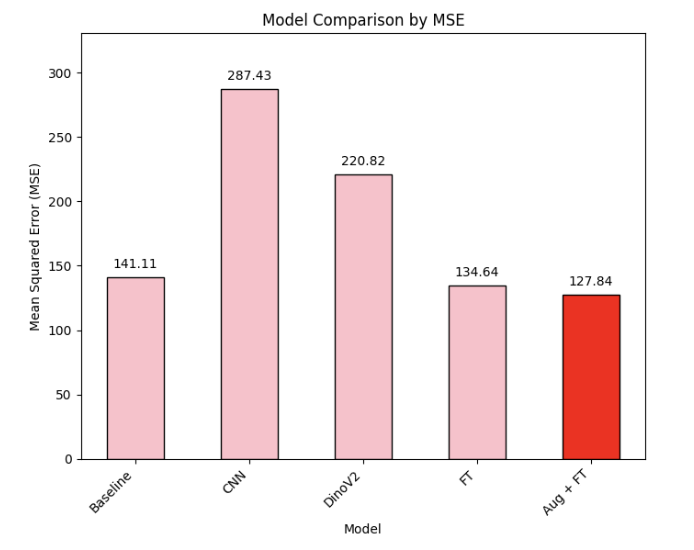 Model Comparison by MSE
Mean Squared Error (MSE)
300
250
200
150
100
50
0
141.11
287.43
220.82
134.64
127.84
Baseline
CNN
DinoV2
FT
Aug + FT
Model